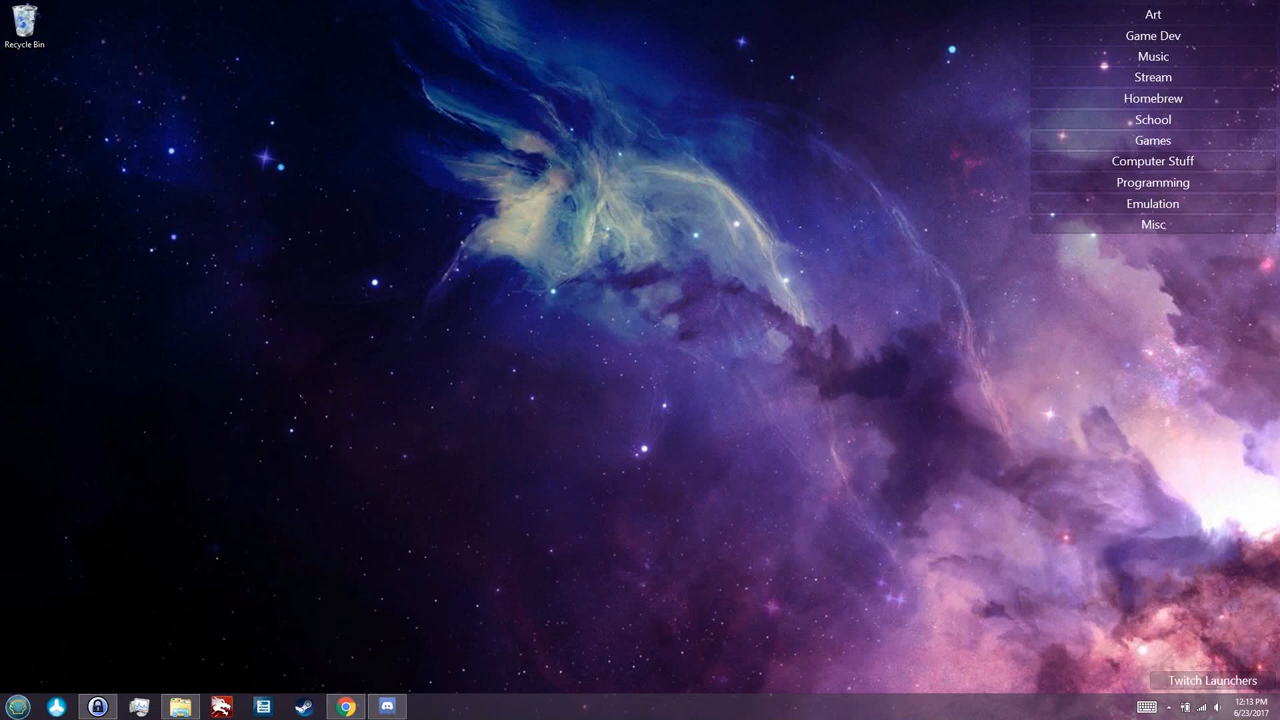 Recycle Bin
Art
Game Dev
Music
Stream
Homebrew
School
Games
Computer Stuff
Programming
Emulation
Misc
Twitch Launchers
12:13 PM
6/23/2017